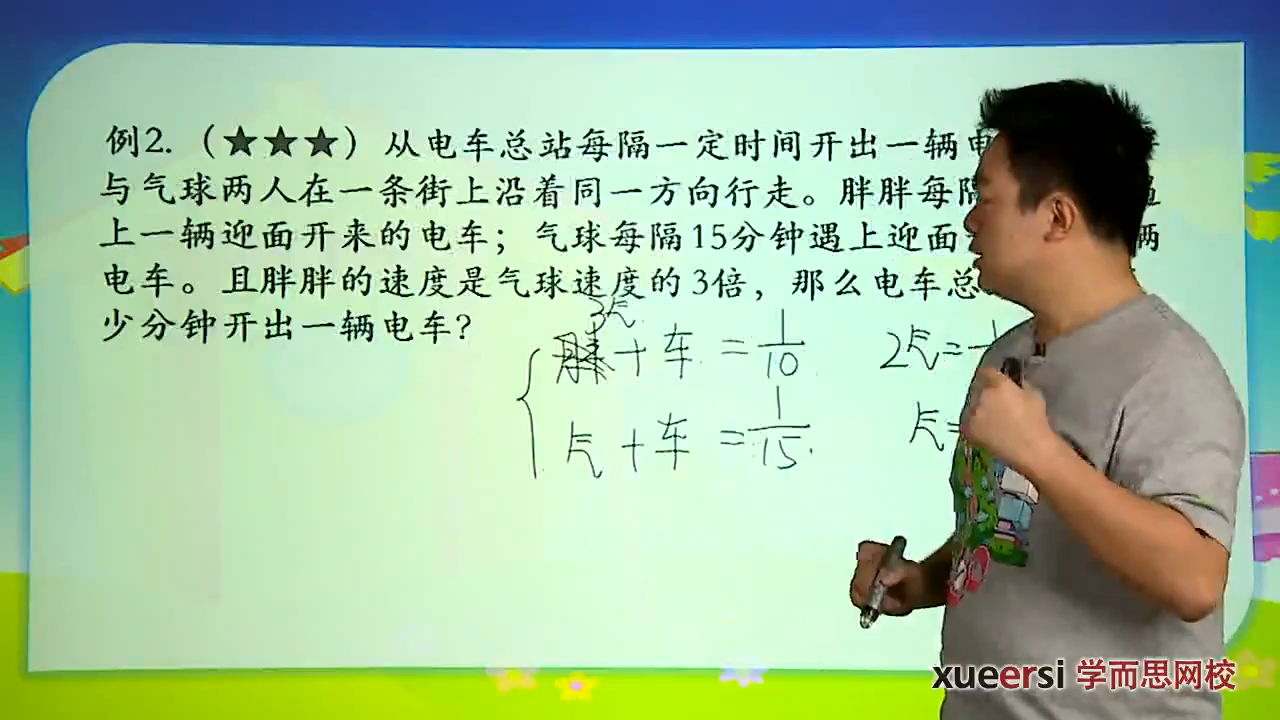 例2.（★★★）从电车总站每隔一定时间开出一辆电
与气球两人在一条街上沿着同一方向行走。胖胖每隔
上一辆迎面开来的电车；气球每隔15分钟遇上迎面 辆
电车。且胖胖的速度是气球速度的3倍，那么电车总
少分钟开出一辆电车？
3气
胖+车=1/10 2气=
气+车=1/15. 气=
xueersi 学而思网校